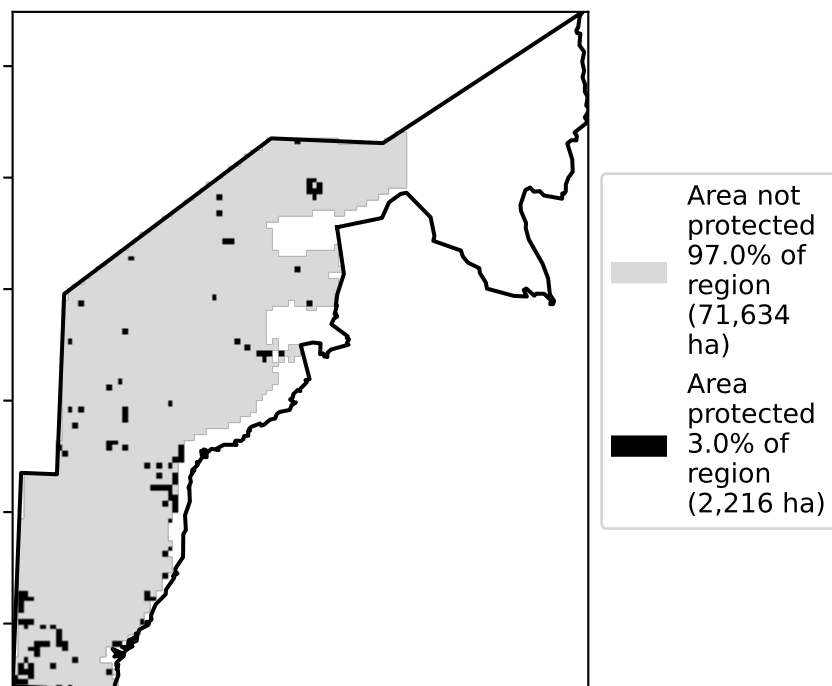 Area not
protected
97.0% of
region
(71,634
ha)
Area
protected
3.0% of
region
(2,216 ha)